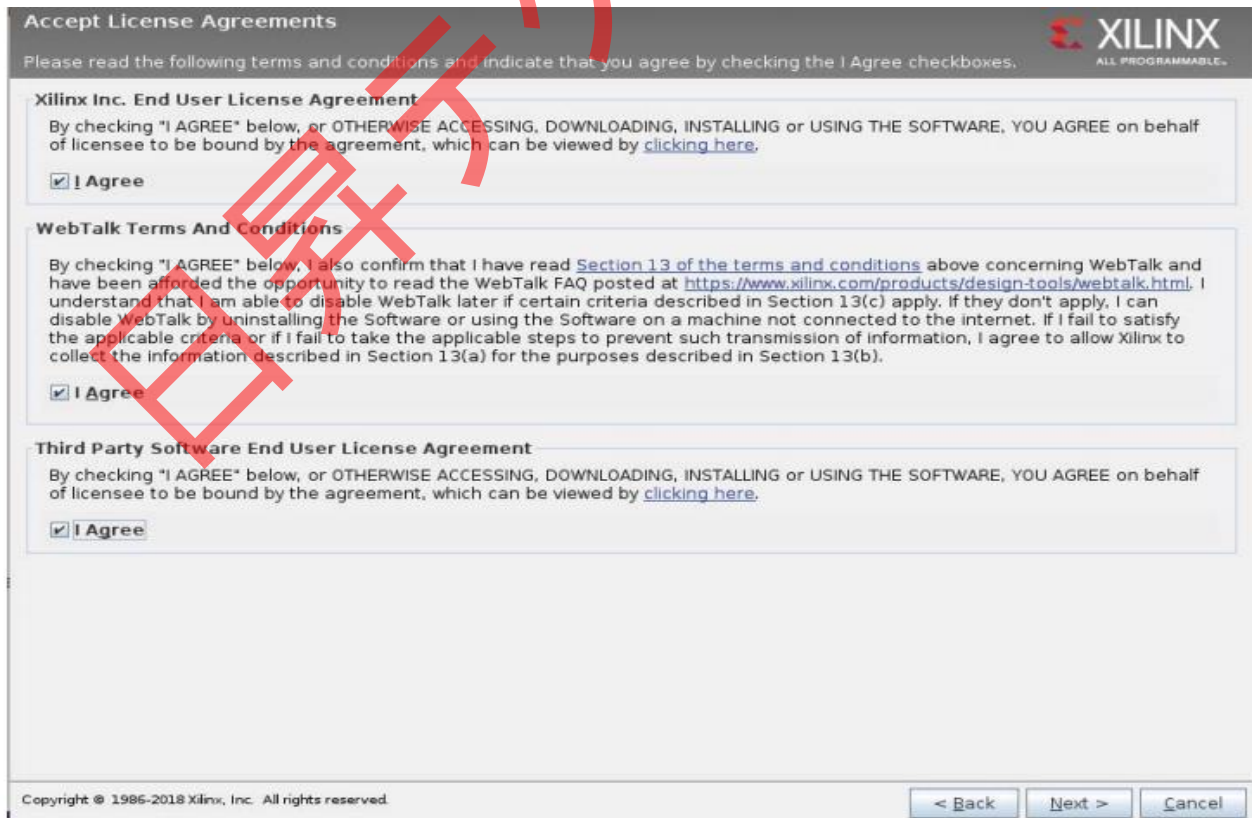 Accept License Agreements
XILINX
ALL PROGRAMMABLE.
Please read the following terms and conditions and indicate that you agree by checking the I Agree checkboxes.
Xilinx Inc. End User License Agreement
By checking "I AGREE" below, or OTHERWISE ACCESSING, DOWNLOADING, INSTALLING or USING THE SOFTWARE, YOU AGREE on behalf
of licensee to be bound by the agreement, which can be viewed by clicking here.
I Agree
WebTalk Terms And Conditions
By checking "I AGREE" below, I also confirm that I have read Section 13 of the terms and conditions above concerning WebTalk and
have been afforded the opportunity to read the WebTalk FAQ posted at https://www.xilinx.com/products/design-tools/webtalk.html. I
understand that I am able to disable WebTalk later if certain criteria described in Section 13(c) apply. If they don't apply, I can
disable WebTalk by uninstalling the Software or using the Software on a machine not connected to the internet. If I fail to satisfy
the applicable criteria or if I fail to take the applicable steps to prevent such transmission of information, I agree to allow Xilinx to
collect the information described in Section 13(a) for the purposes described in Section 13(b).
I Agree
Third Party Software End User License Agreement
By checking "I AGREE" below, or OTHERWISE ACCESSING, DOWNLOADING, INSTALLING or USING THE SOFTWARE, YOU AGREE on behalf
of licensee to be bound by the agreement, which can be viewed by clicking here.
I Agree
Copyright © 1986-2018 Xilinx, Inc. All rights reserved.
< Back
Next >
Cancel
日昇テ